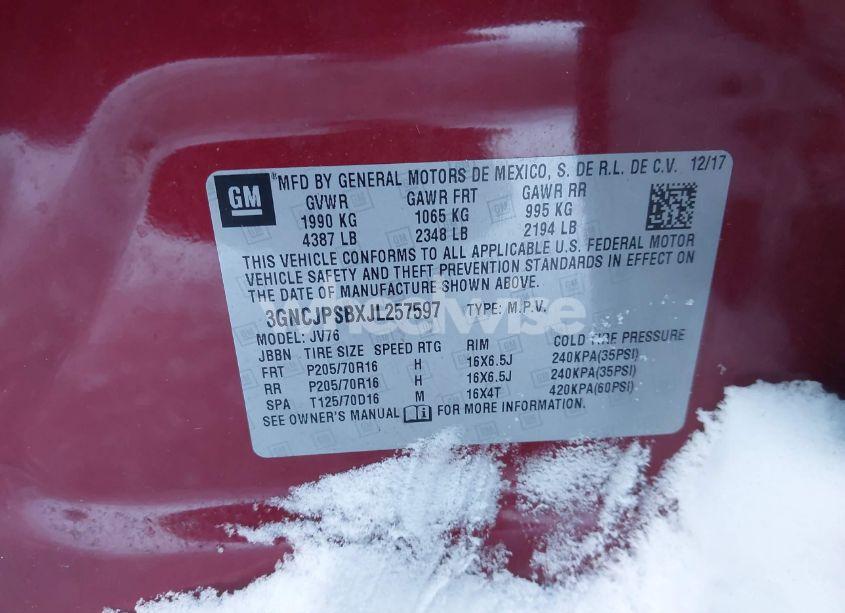 GM
®MFD BY GENERAL MOTORS DE MEXICO, S. DE R.L. DE C.V. 12/17
GVWR GAWR FRT GAWR RR
1990 KG 1065 KG 995 KG
4387 LB 2348 LB 2194 LB
THIS VEHICLE CONFORMS TO ALL APPLICABLE U.S. FEDERAL MOTOR
VEHICLE SAFETY AND THEFT PREVENTION STANDARDS IN EFFECT ON
THE DATE OF MANUFACTURE SHOWN ABOVE.
3GNCJPSBXJL257597 TYPE: M.P.V.
wheelwise
MODEL: JV76
JBBN TIRE SIZE SPEED RTG RIM COLD TIRE PRESSURE
FRT P205/70R16 H 16X6.5J 240KPA(35PSI)
RR P205/70R16 H 16X6.5J 240KPA(35PSI)
SPA T125/70D16 M 16X4T 420KPA(60PSI)
SEE OWNER'S MANUAL FOR MORE INFORMATION.